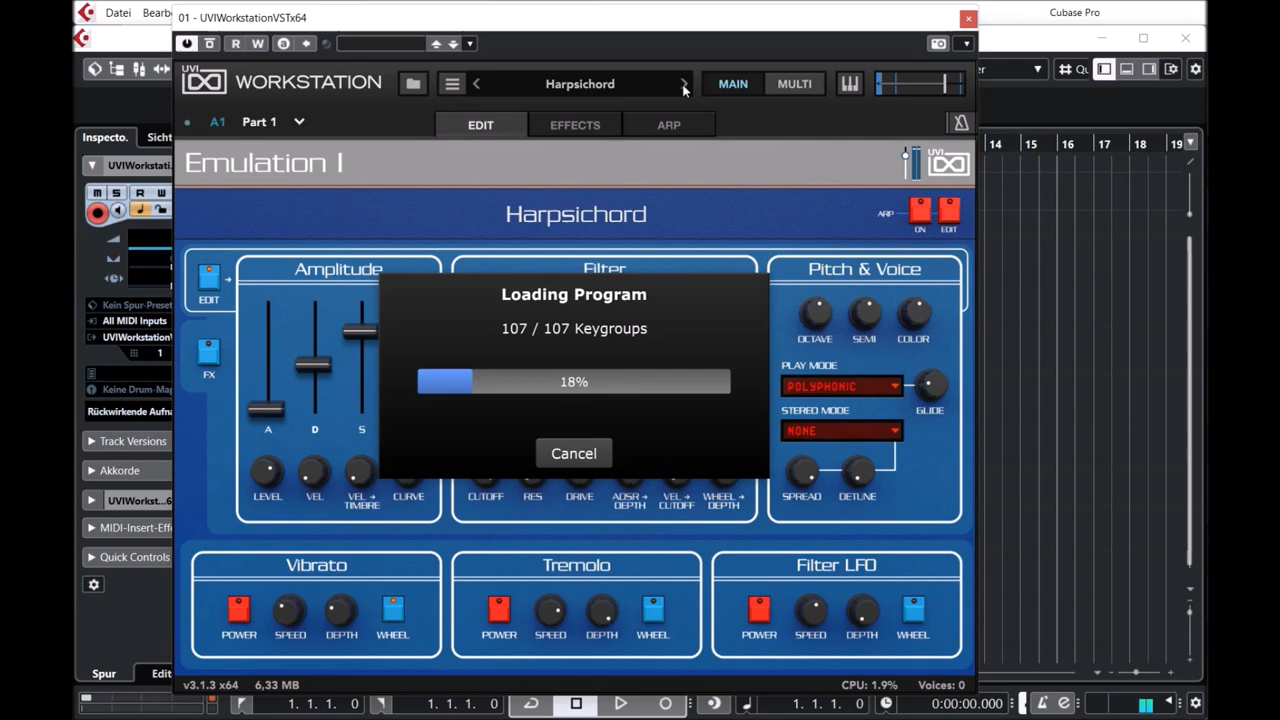 Datei Bearb
01 - UVIWorkstationVSTx64
Cubase Pro
R W
UVI
WORKSTATION
Harpsichord
MAIN
MULTI
A1 Part 1
EDIT
EFFECTS
ARP
Inspecto.
Sicht
14 15 16 17 18 19
UVIWorkstati
Emulation I
UVI
m S R W
Harpsichord
ARP
ON
EDIT
Amplitude
Filter
Pitch & Voice
EDIT
FX
A
D
S
LEVEL
VEL
VEL→
TIMBRE
CURVE
Loading Program
107 / 107 Keygroups
18%
Cancel
CUTOFF
RES
DRIVE
ADSR→
DEPTH
VEL→
CUTOFF
WHEEL→
DEPTH
OCTAVE
SEMI
COLOR
PLAY MODE
POLYPHONIC
STEREO MODE
NONE
GLIDE
SPREAD
DETUNE
Kein Spur-Preset
All MIDI Inputs
UVIWorkstation
1
Keine Drum-Map
Rückwirkende Aufna
Track Versions
Akkorde
UVIWorkst...6
MIDI-Insert-Effe
Quick Controls
Vibrato
POWER
SPEED
DEPTH
WHEEL
Tremolo
POWER
SPEED
DEPTH
WHEEL
Filter LFO
POWER
SPEED
DEPTH
WHEEL
Spur
Edit
v3.1.3 x64
6,33 MB
CPU: 1.9%
Voices: 0
1. 1. 1. 0
1. 1. 1. 0
1. 1. 1. 0
0:00:00.000